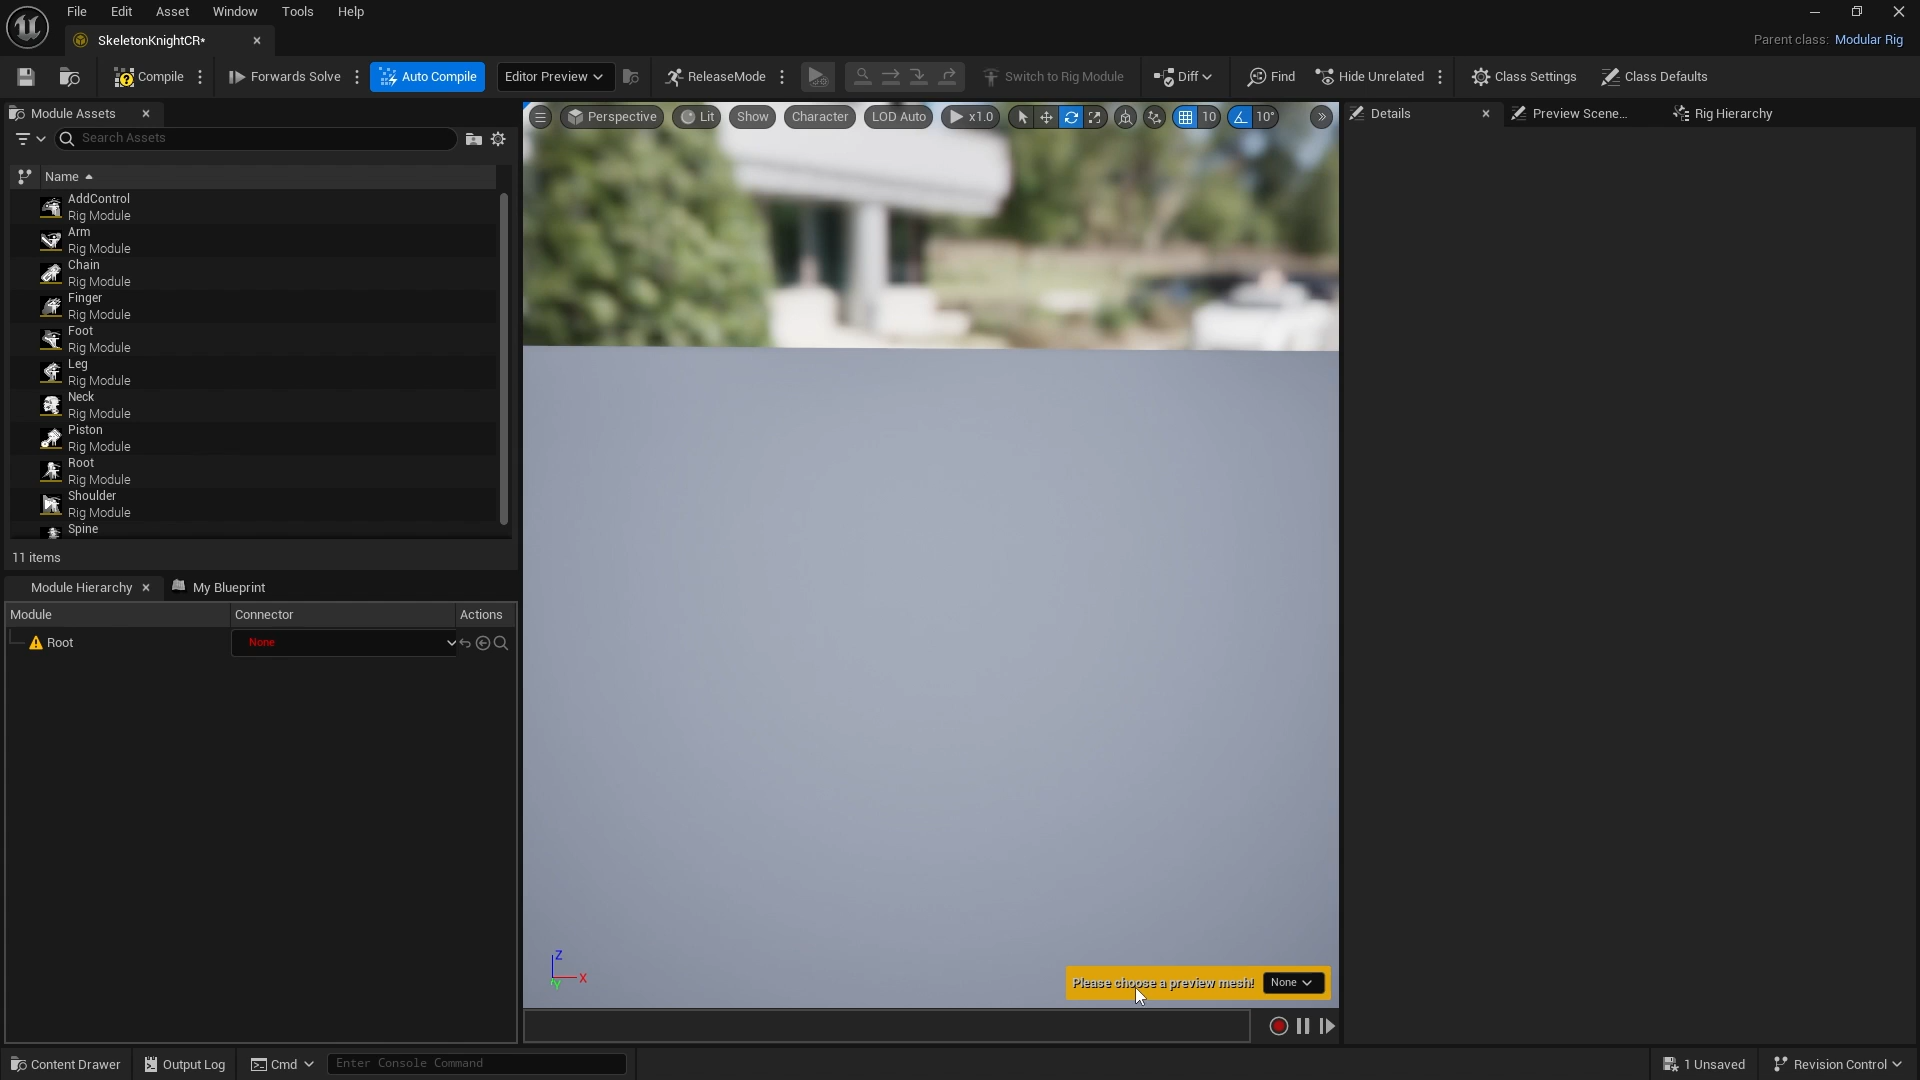 File Edit Asset Window Tools Help
SkeletonKnightCR*
Parent class: Modular Rig
Compile Forwards Solve Auto Compile Editor Preview ReleaseMode Switch to Rig Module Diff Find Hide Unrelated Class Settings Class Defaults
Module Assets
Search Assets
Name
AddControl
Rig Module
Arm
Rig Module
Chain
Rig Module
Finger
Rig Module
Foot
Rig Module
Leg
Rig Module
Neck
Rig Module
Piston
Rig Module
Root
Rig Module
Shoulder
Rig Module
Spine
11 items
Module Hierarchy My Blueprint
Module Connector Actions
Root None
Perspective Lit Show Character LOD Auto x1.0 10 10°
Z
X
Y
Please choose a preview mesh! None
Details Preview Scene... Rig Hierarchy
Content Drawer Output Log Cmd Enter Console Command 1 Unsaved Revision Control